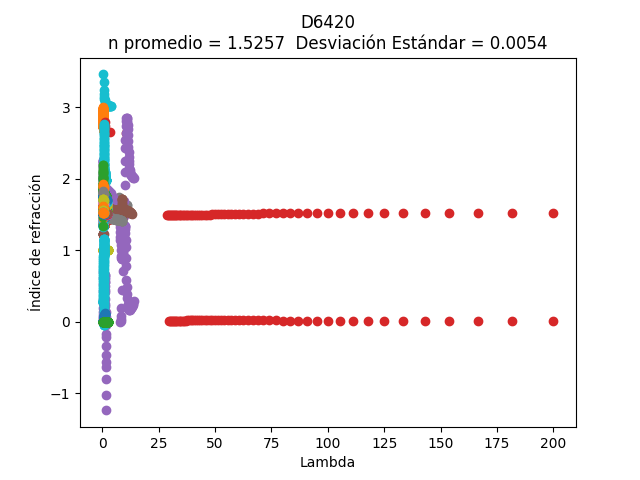 D6420
n promedio = 1.5257  Desviación Estándar = 0.0054
Índice de refracción
3
2
1
0
−1
0 25 50 75 100 125 150 175 200
Lambda